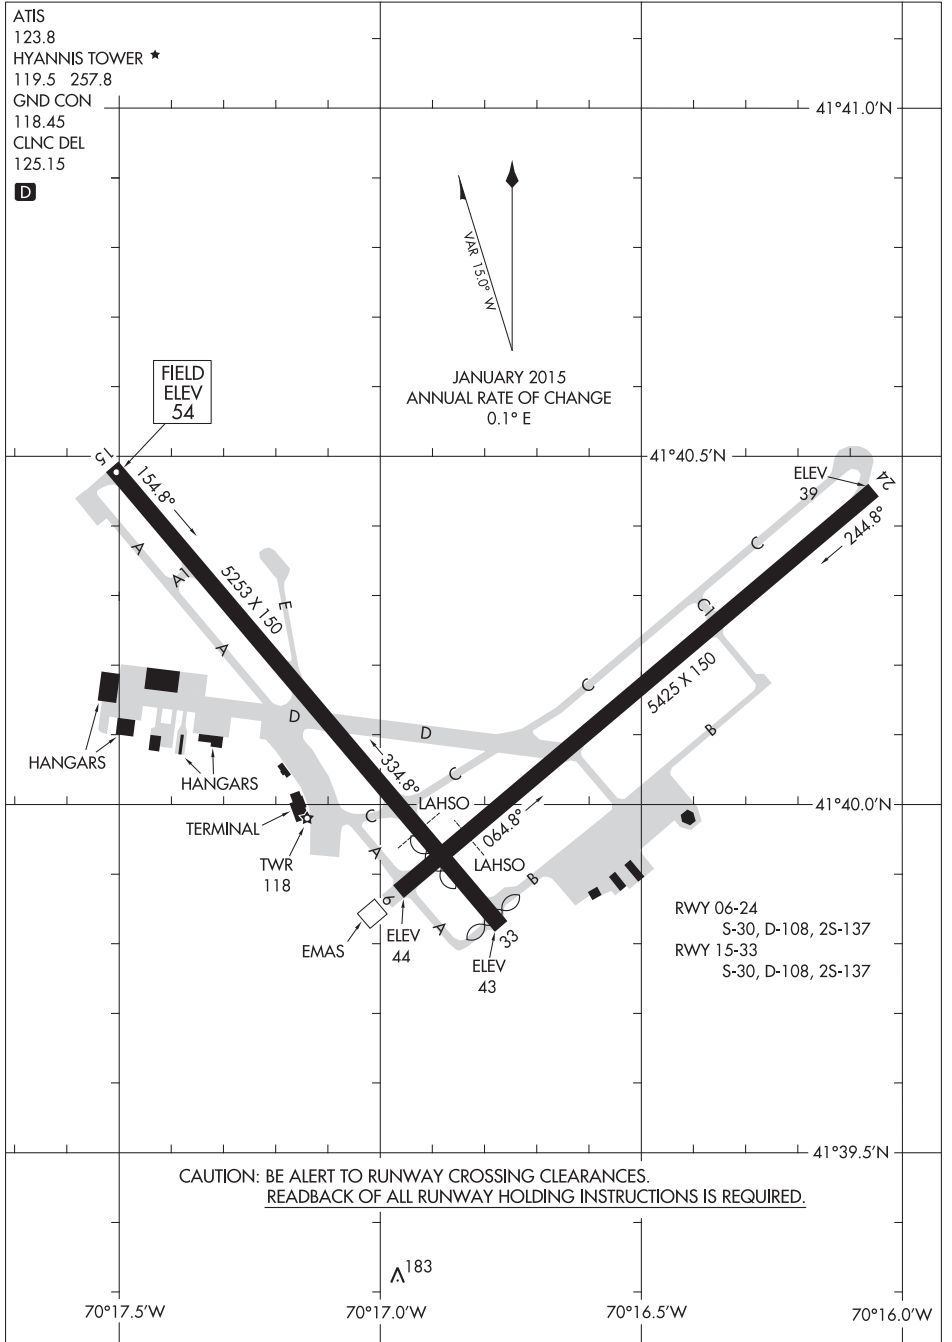 ATIS
123.8
HYANNIS TOWER ★
119.5 257.8
GND CON
118.45
CLNC DEL
125.15
D
41°41.0'N
VAR 15.0° W
JANUARY 2015
ANNUAL RATE OF CHANGE
0.1° E
FIELD
ELEV
54
41°40.5'N
15
154.8°
ELEV
39
24
244.8°
A
A1
5253 X 150
E
A
C
C1
C
5425 X 150
B
D
D
HANGARS
HANGARS
334.8°
C
LAHSO
064.8°
41°40.0'N
TERMINAL
C
A
TWR
118
LAHSO
B
6
EMAS
ELEV
44
A
33
ELEV
43
RWY 06-24
S-30, D-108, 2S-137
RWY 15-33
S-30, D-108, 2S-137
41°39.5'N
CAUTION: BE ALERT TO RUNWAY CROSSING CLEARANCES.
READBACK OF ALL RUNWAY HOLDING INSTRUCTIONS IS REQUIRED.
183
70°17.5'W
70°17.0'W
70°16.5'W
70°16.0'W